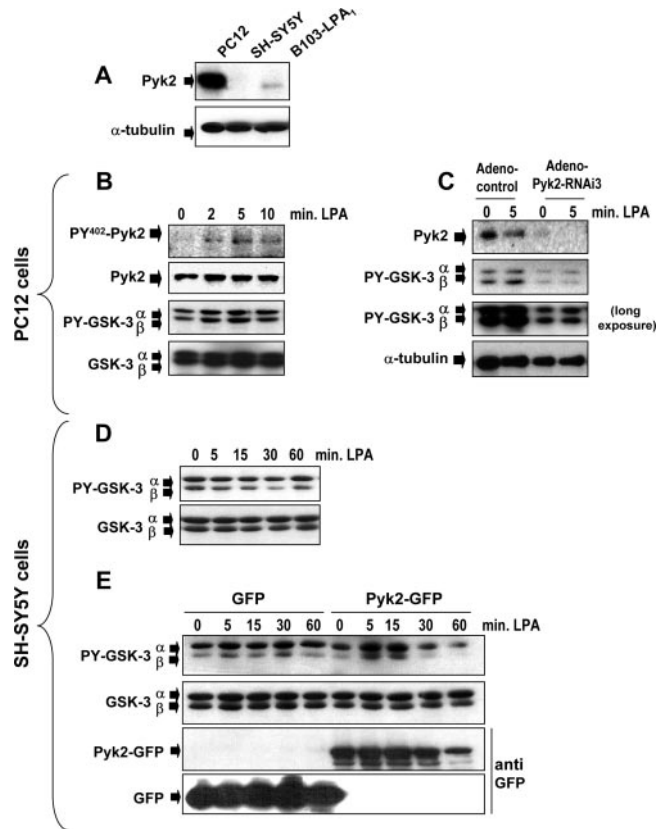 PC12 SH-SY5Y B103-LPA₁
A
Pyk2
α-tubulin
PC12 cells
B
0 2 5 10 min. LPA
PY⁴⁰²-Pyk2
Pyk2
PY-GSK-3 α
β
GSK-3 α
β
C
Adeno-control
Adeno-Pyk2-RNAi3
0 5 0 5 min. LPA
Pyk2
PY-GSK-3 α
β
PY-GSK-3 α
β
(long exposure)
α-tubulin
SH-SY5Y cells
D
0 5 15 30 60 min. LPA
PY-GSK-3 α
β
GSK-3 α
β
E
GFP Pyk2-GFP
0 5 15 30 60 0 5 15 30 60 min. LPA
PY-GSK-3 α
β
GSK-3 α
β
Pyk2-GFP
GFP
anti
GFP